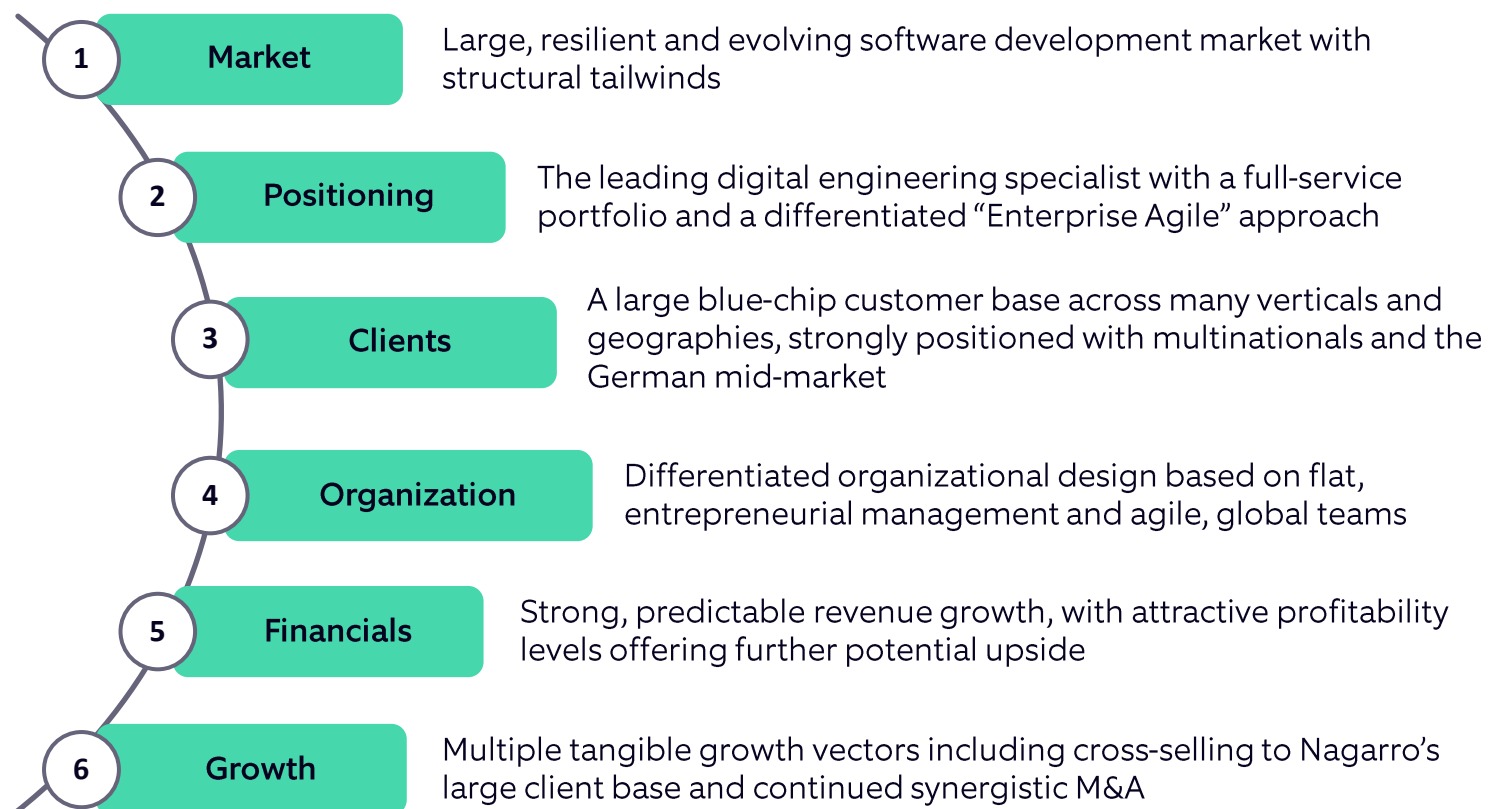 1
Market
Large, resilient and evolving software development market with
structural tailwinds
2
Positioning
The leading digital engineering specialist with a full-service
portfolio and a differentiated “Enterprise Agile” approach
3
Clients
A large blue-chip customer base across many verticals and
geographies, strongly positioned with multinationals and the
German mid-market
4
Organization
Differentiated organizational design based on flat,
entrepreneurial management and agile, global teams
5
Financials
Strong, predictable revenue growth, with attractive profitability
levels offering further potential upside
6
Growth
Multiple tangible growth vectors including cross-selling to Nagarro’s
large client base and continued synergistic M&A